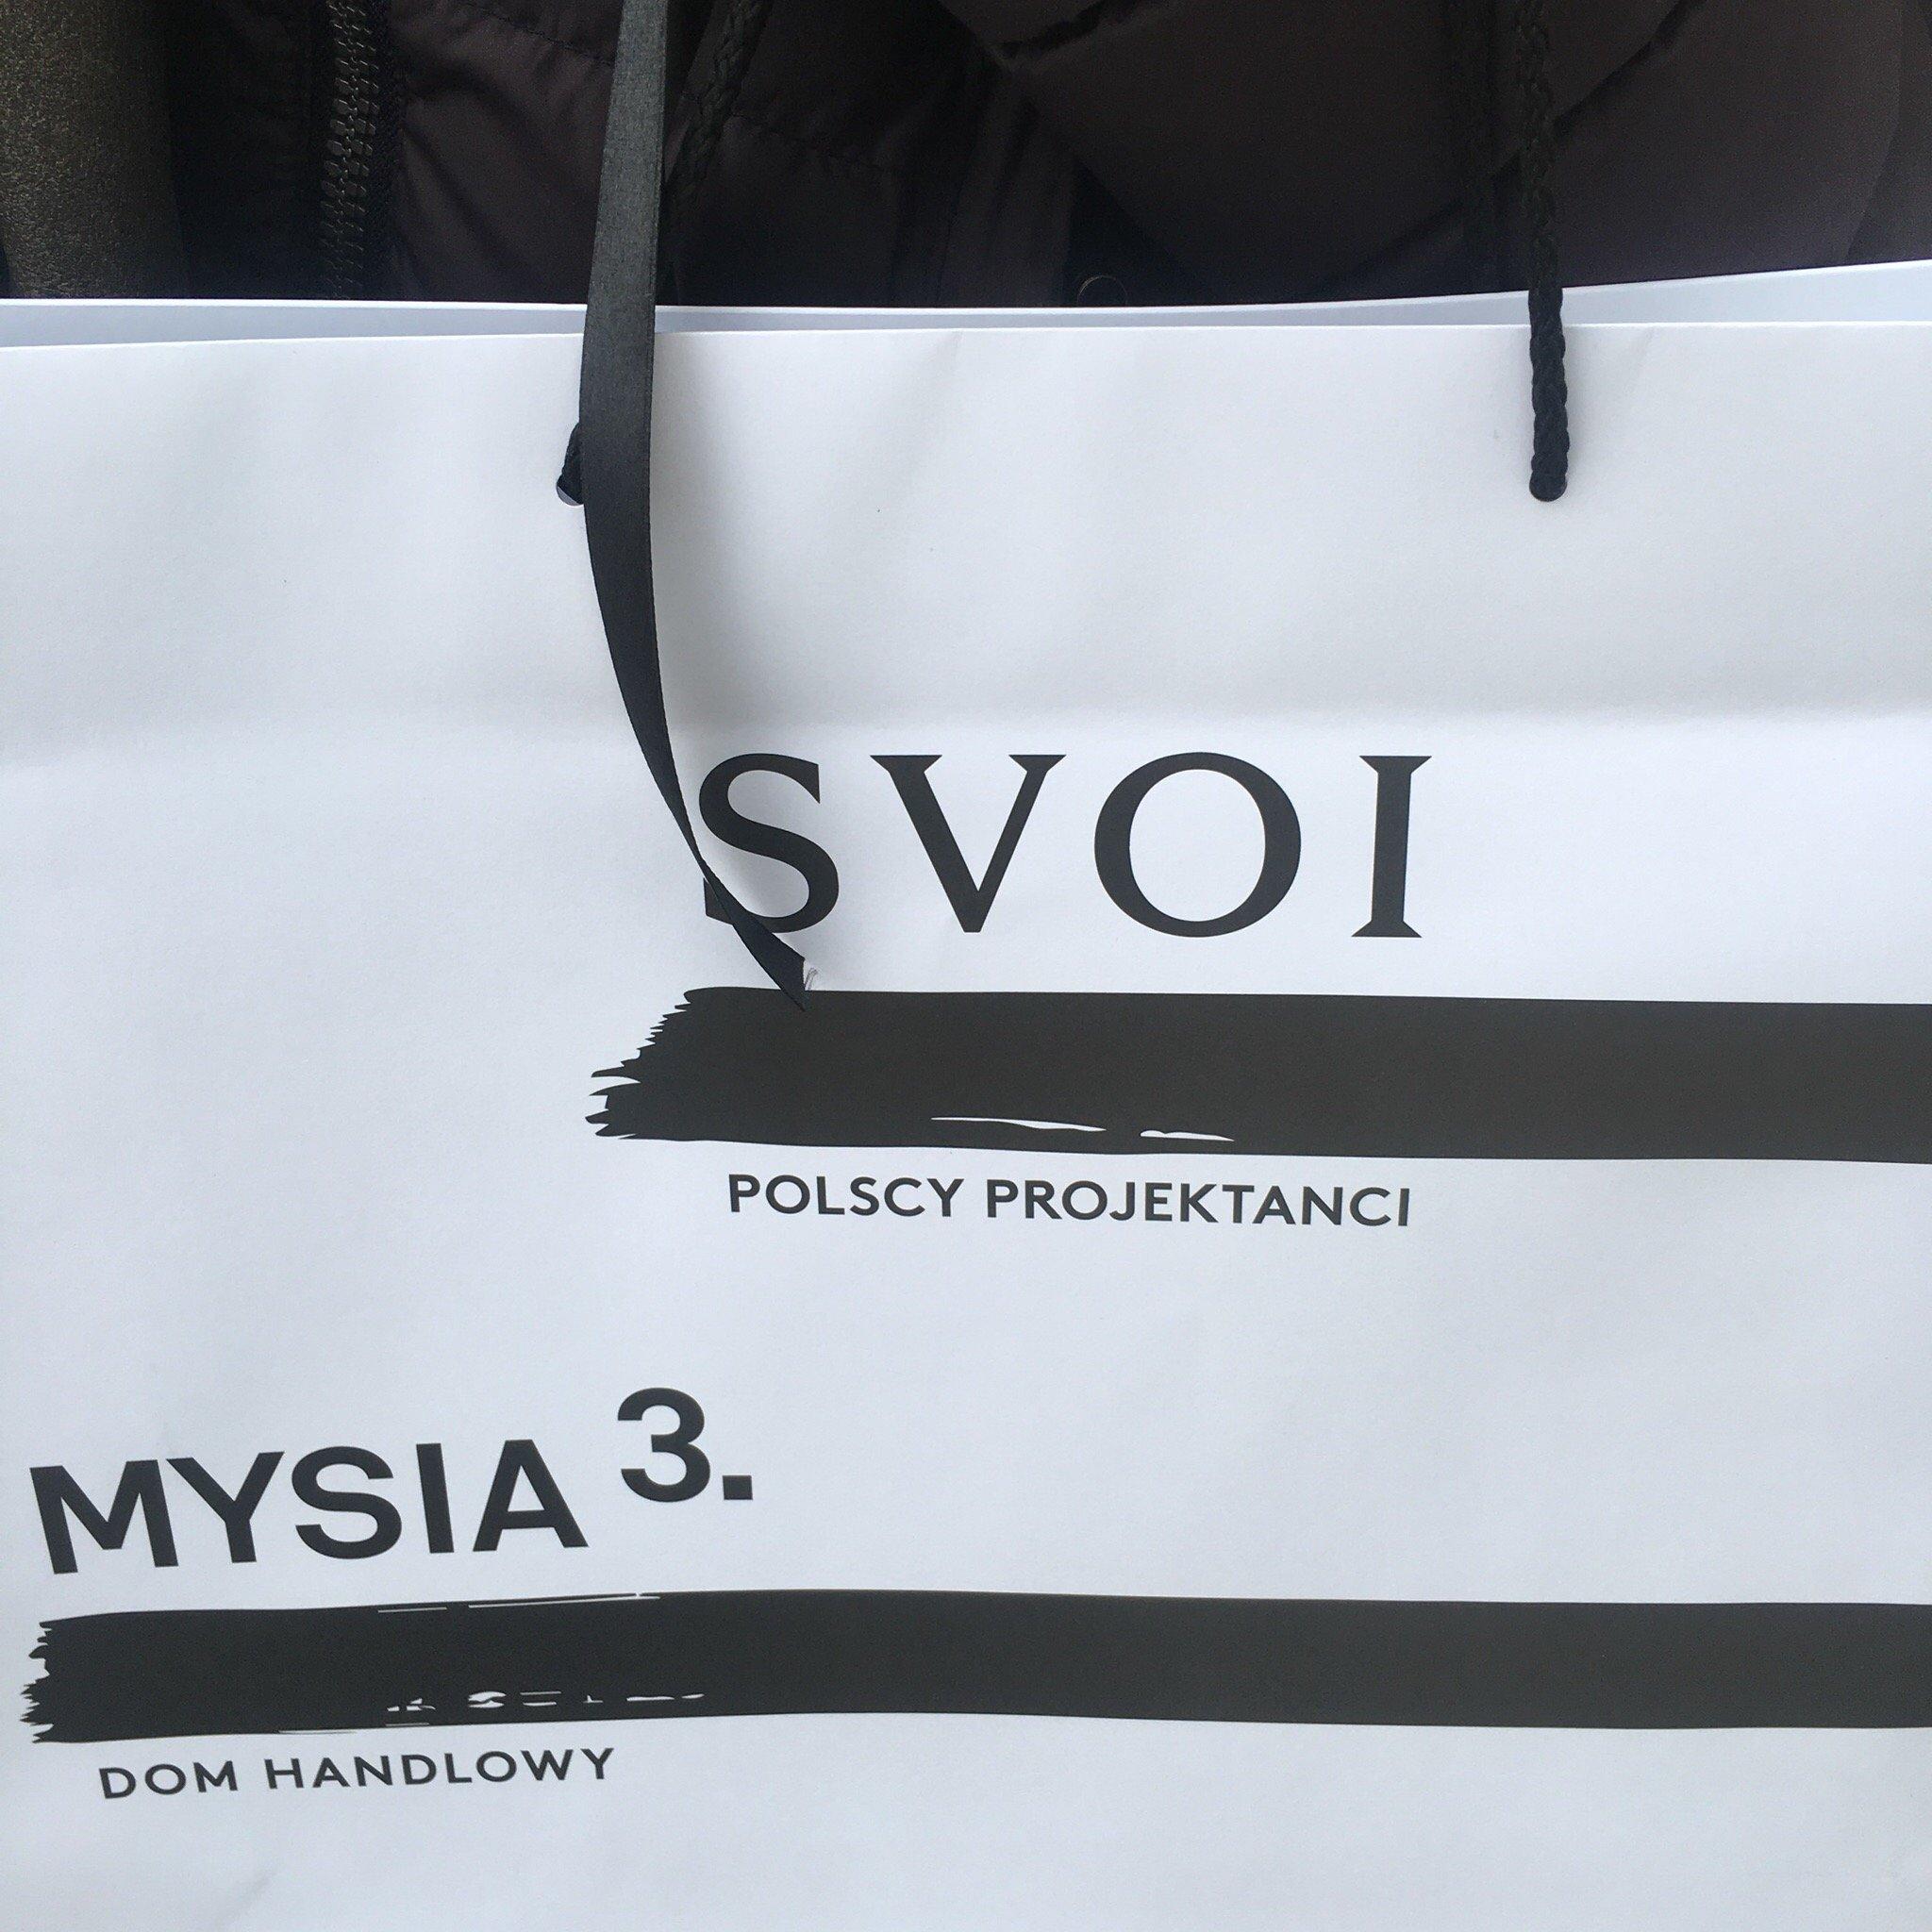 SVOI
POLSCY PROJEKTANCI
MYSIA 3.
DOM HANDLOWY